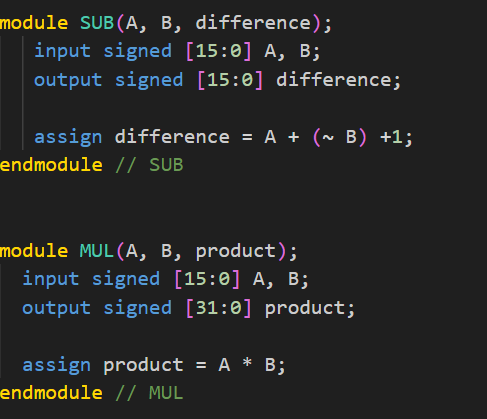 module SUB(A, B, difference);
input signed [15:0] A, B;
output signed [15:0] difference;
assign difference = A + (~ B) +1;
endmodule // SUB
module MUL(A, B, product);
input signed [15:0] A, B;
output signed [31:0] product;
assign product = A * B;
endmodule // MUL